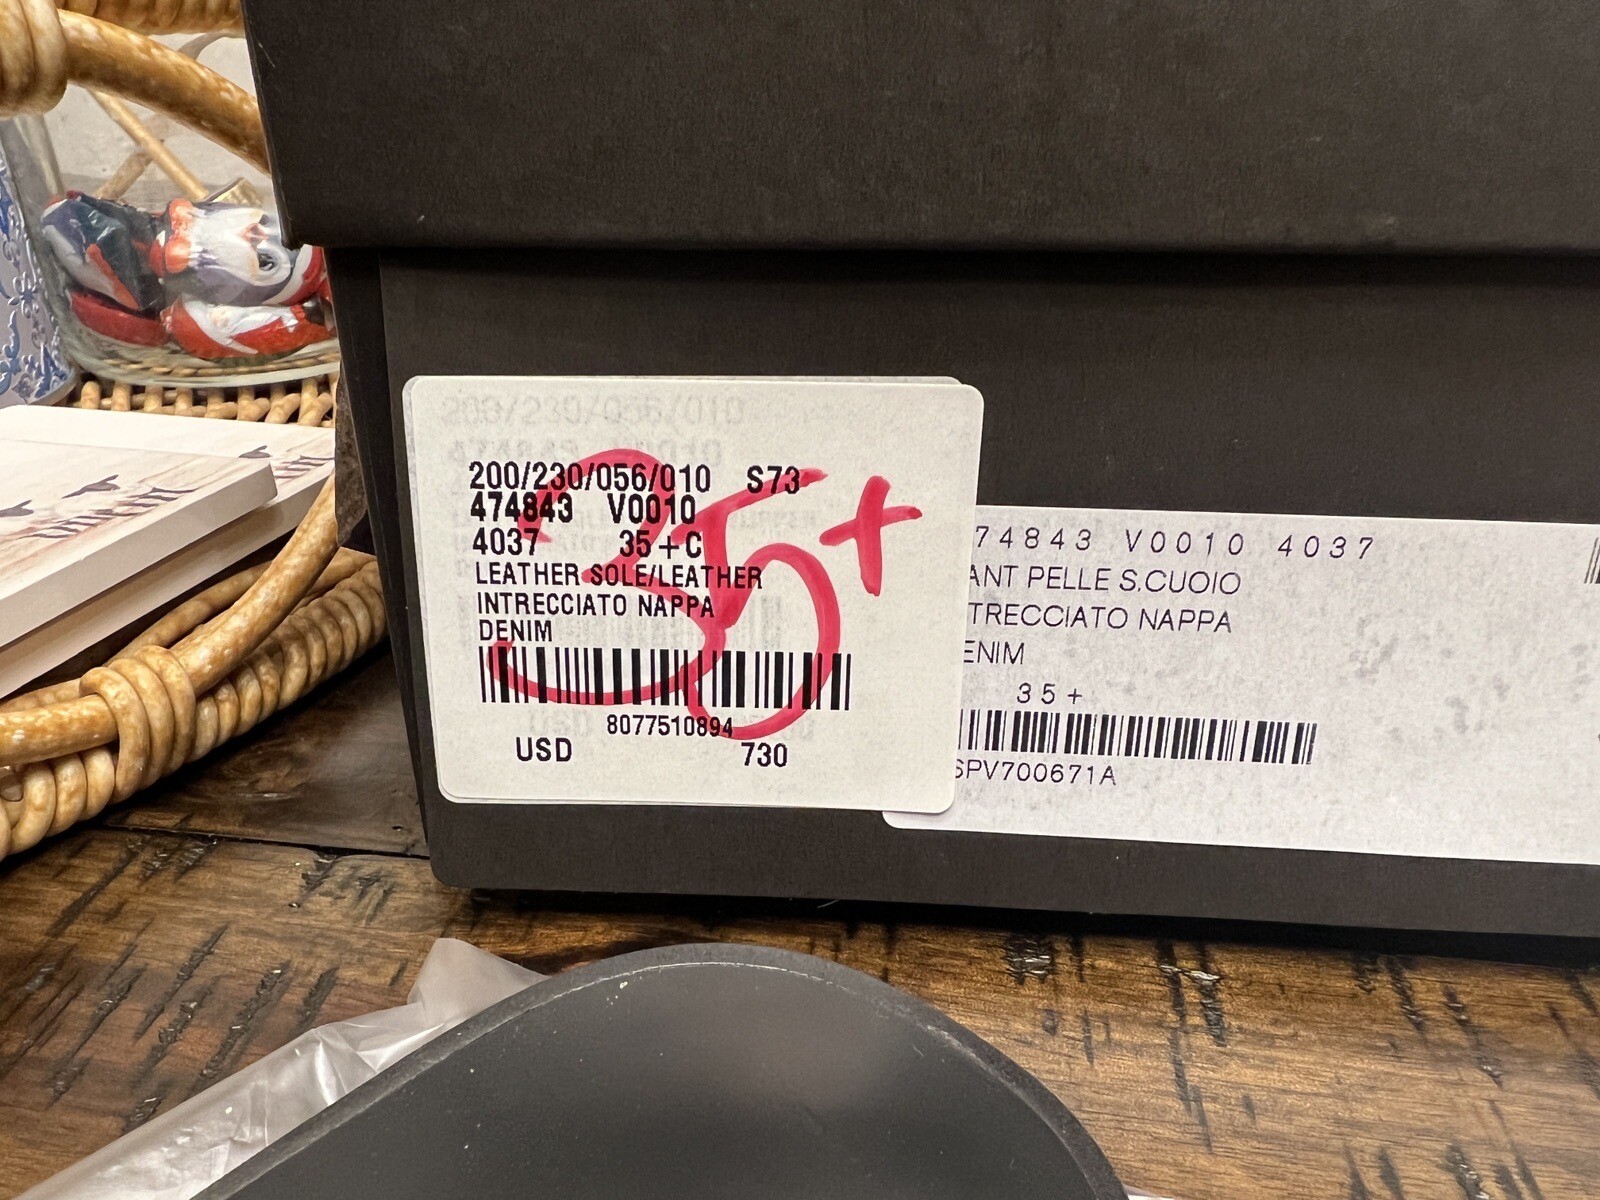 200/230/056/010 S73
474843 V0010
4037 35+C
LEATHER SOLE/LEATHER
INTRECCIATO NAPPA
DENIM
8077510894
USD 730
35+
74843 V0010 4037
ANT PELLE S.CUOIO
TRECCIATO NAPPA
ENIM
35+
SPV700671A